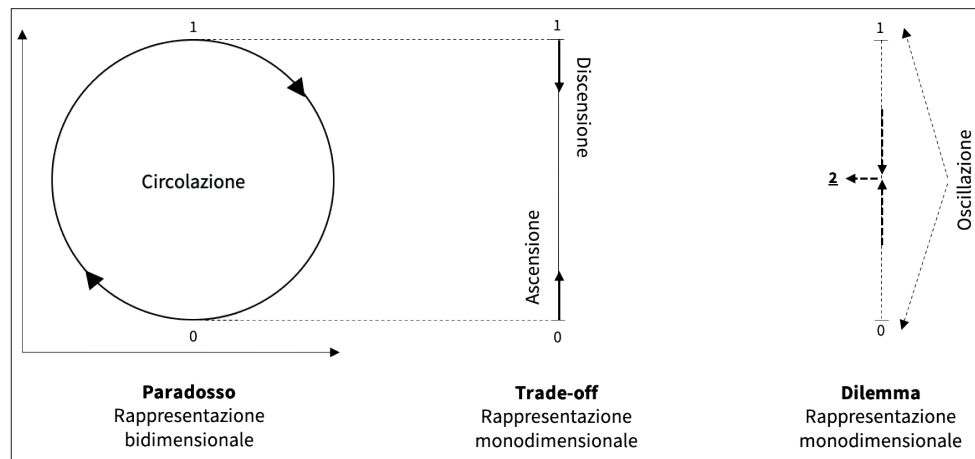 1
Circolazione
0
Paradosso
Rappresentazione
bidimensionale
1
Discensione
Ascensione
0
Trade-off
Rappresentazione
monodimensionale
1
2
Oscillazione
0
Dilemma
Rappresentazione
monodimensionale